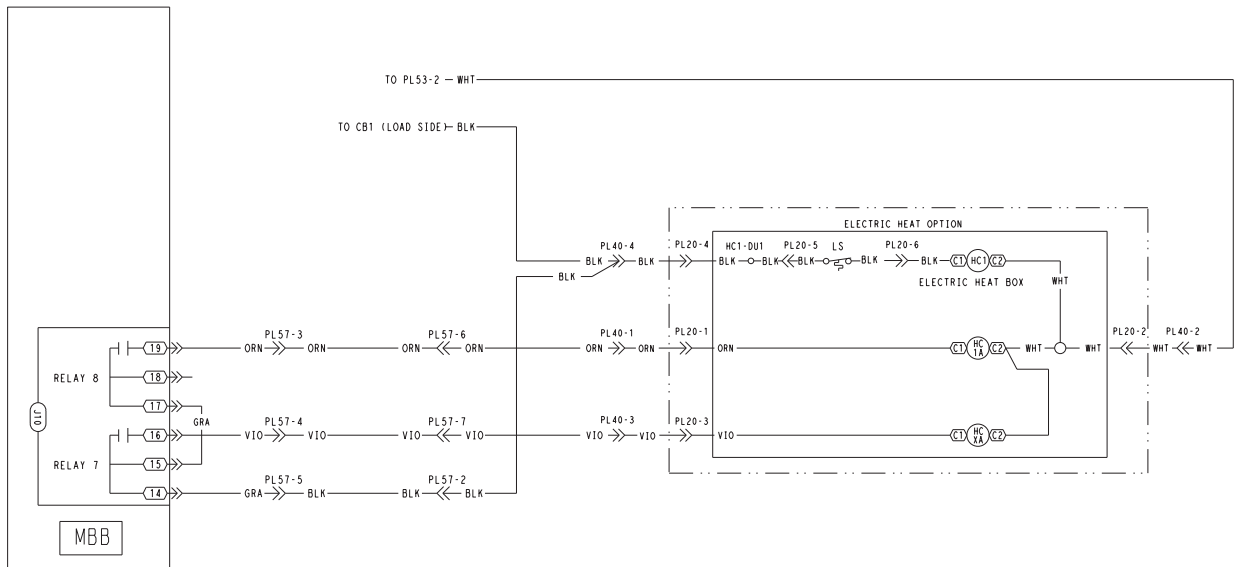 TO PL53-2 WHT
TO CB1 (LOAD SIDE) BLK
ELECTRIC HEAT OPTION
PL40-4 PL20-4 HC1-DU1 PL20-5 LS PL20-6
BLK BLK BLK BLK BLK BLK BLK C1 HC1 C2
BLK
ELECTRIC HEAT BOX WHT
PL57-3 PL57-6 PL40-1 PL20-1 PL20-2 PL40-2
19 ORN ORN ORN ORN ORN ORN ORN C1 HC 1A C2 WHT WHT WHT WHT
RELAY 8 18
17
GRA
J10
PL57-4 PL57-7 PL40-3 PL20-3
16 VIO VIO VIO VIO VIO VIO VIO C1 HC XA C2
RELAY 7 15
PL57-5 PL57-2
14 GRA BLK BLK BLK
MBB